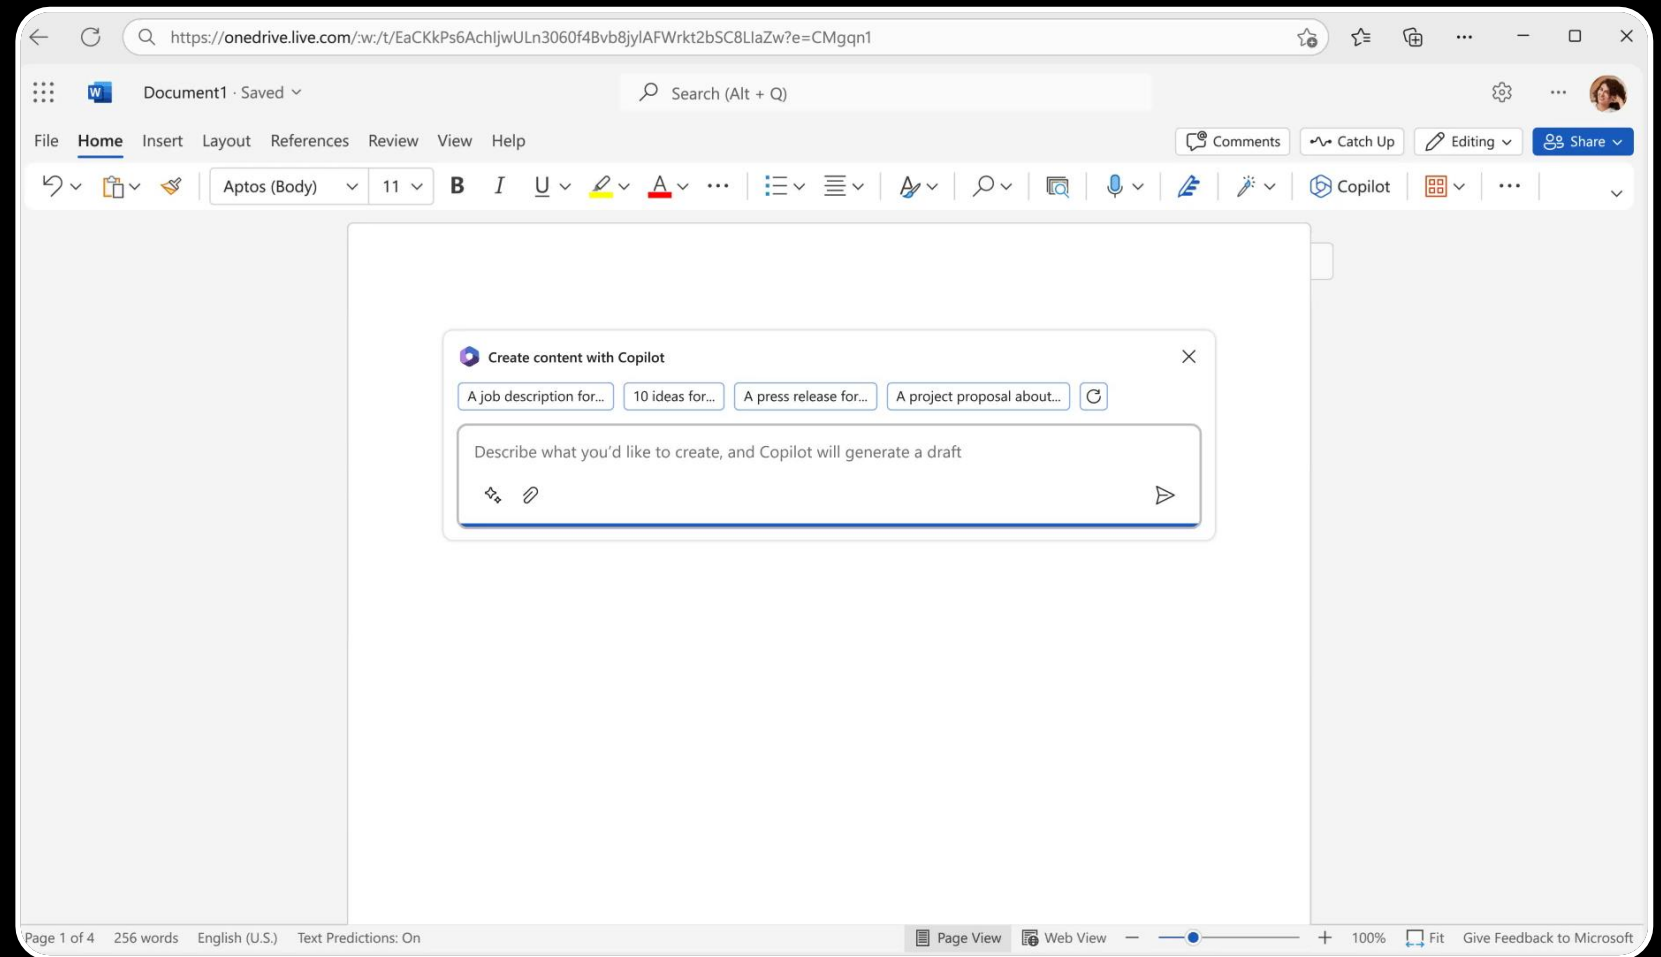 https://onedrive.live.com/:w:/t/EaCKkPs6AchljwULn3060f4Bvb8jylAFWrkt2bSC8LIaZw?e=CMgqn1
W Document1 · Saved Search (Alt + Q)
File Home Insert Layout References Review View Help Comments Catch Up Editing Share
Aptos (Body) 11 B I U A Copilot
Create content with Copilot
A job description for... 10 ideas for... A press release for... A project proposal about...
Describe what you'd like to create, and Copilot will generate a draft
Page 1 of 4 256 words English (U.S.) Text Predictions: On Page View Web View 100% Fit Give Feedback to Microsoft